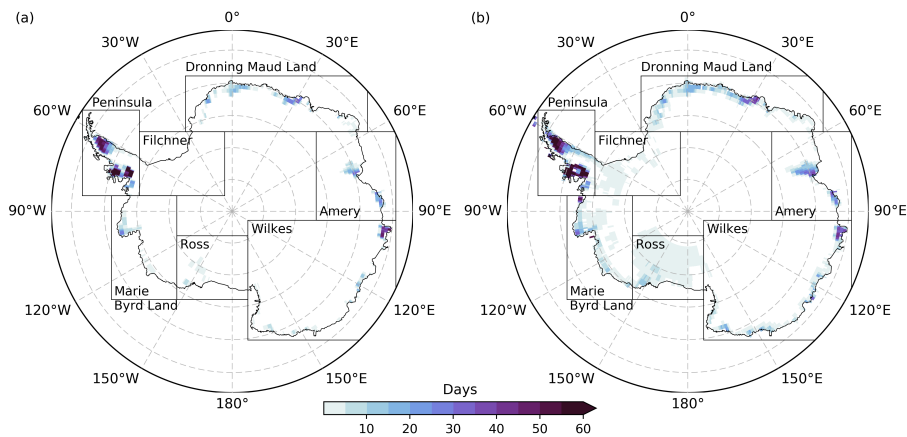 (a)
0°
30°W
30°E
Dronning Maud Land
60°W
Peninsula
60°E
Filchner
90°W
Amery
90°E
Ross
Wilkes
Marie
Byrd Land
120°W
120°E
150°W
150°E
180°
(b)
0°
30°W
30°E
Dronning Maud Land
60°W
Peninsula
60°E
Filchner
90°W
Amery
90°E
Ross
Wilkes
Marie
Byrd Land
120°W
120°E
150°W
150°E
180°
Days
10 20 30 40 50 60